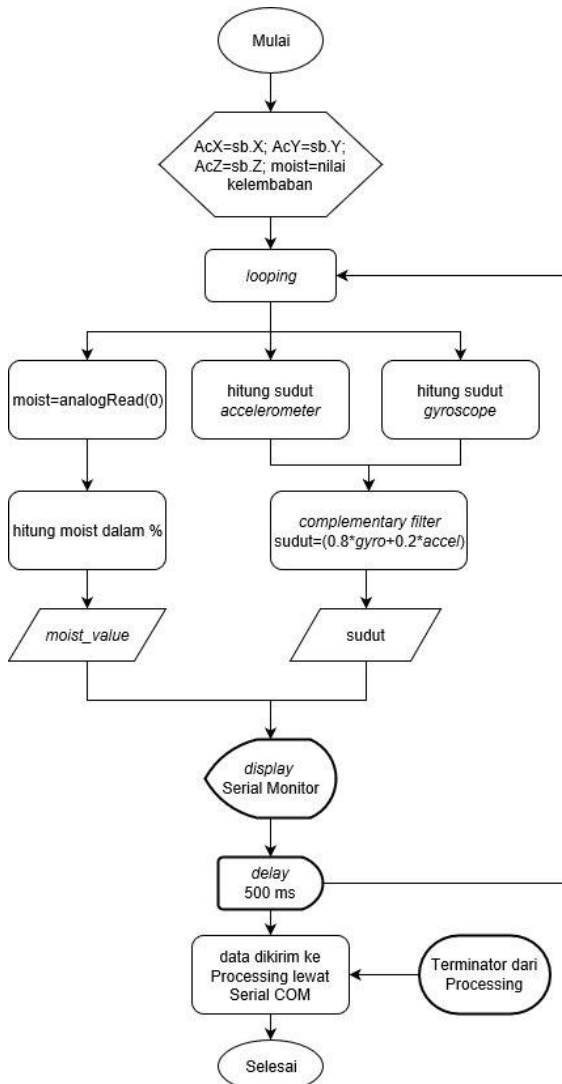 Mulai
AcX=sb.X; AcY=sb.Y;
AcZ=sb.Z; moist=nilai
kelembaban
looping
moist=analogRead(0)
hitung sudut
accelerometer
hitung sudut
gyroscope
hitung moist dalam %
complementary filter
sudut=(0.8*gyro+0.2*accel)
moist_value
sudut
display
Serial Monitor
delay
500 ms
data dikirim ke
Processing lewat
Serial COM
Terminator dari
Processing
Selesai